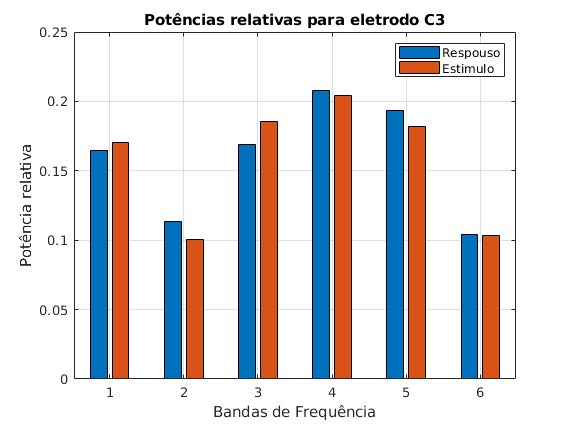 Potências relativas para eletrodo C3
Respouso
Estimulo
Potência relativa
0.25
0.2
0.15
0.1
0.05
0
1 2 3 4 5 6
Bandas de Frequência